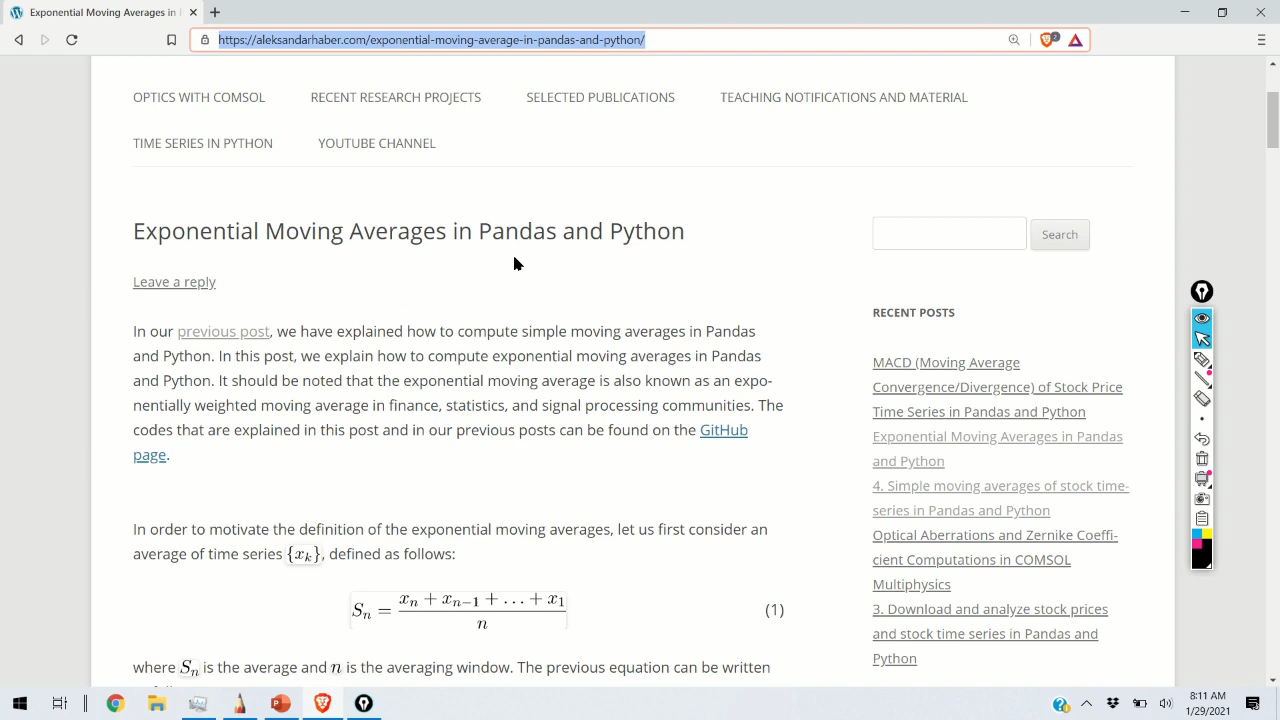 Exponential Moving Averages in
https://aleksandarhaber.com/exponential-moving-average-in-pandas-and-python/
2
OPTICS WITH COMSOL RECENT RESEARCH PROJECTS SELECTED PUBLICATIONS TEACHING NOTIFICATIONS AND MATERIAL
TIME SERIES IN PYTHON YOUTUBE CHANNEL
Exponential Moving Averages in Pandas and Python
Leave a reply
In our previous post, we have explained how to compute simple moving averages in Pandas
and Python. In this post, we explain how to compute exponential moving averages in Pandas
and Python. It should be noted that the exponential moving average is also known as an expo-
nentially weighted moving average in finance, statistics, and signal processing communities. The
codes that are explained in this post and in our previous posts can be found on the GitHub
page.
In order to motivate the definition of the exponential moving averages, let us first consider an
average of time series {x_k}, defined as follows:
S_n = \frac{x_n + x_{n-1} + \ldots + x_1}{n} (1)
where S_n is the average and n is the averaging window. The previous equation can be written
Search
RECENT POSTS
MACD (Moving Average
Convergence/Divergence) of Stock Price
Time Series in Pandas and Python
Exponential Moving Averages in Pandas
and Python
4. Simple moving averages of stock time-
series in Pandas and Python
Optical Aberrations and Zernike Coeffi-
cient Computations in COMSOL
Multiphysics
3. Download and analyze stock prices
and stock time series in Pandas and
Python
8:11 AM
1/29/2021